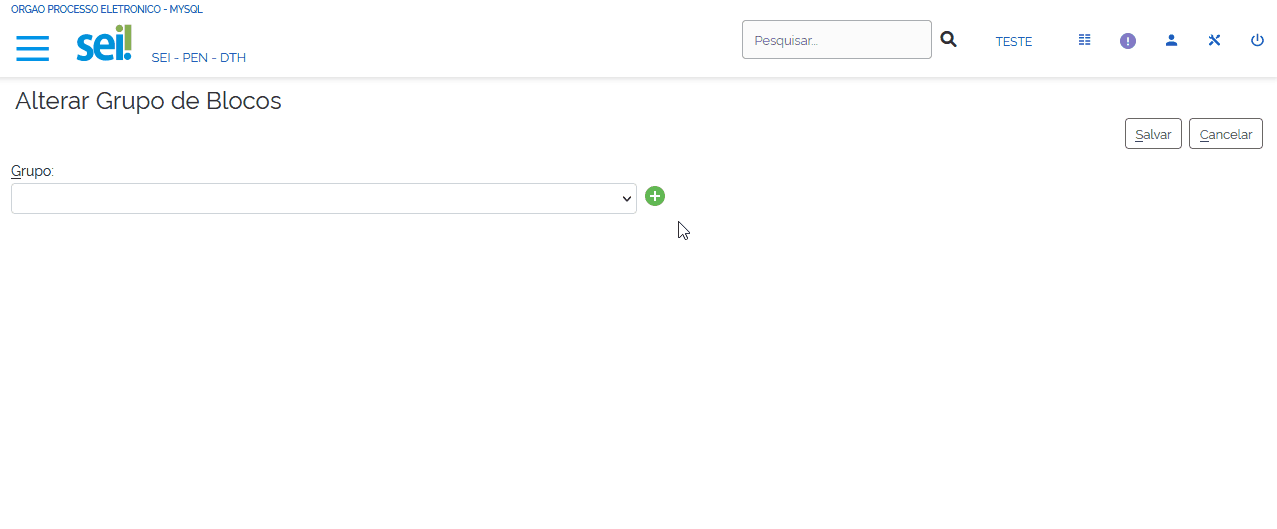 ORGAO PROCESSO ELETRONICO - MYSQL
sei!
SEI - PEN - DTH
Pesquisar...
TESTE
Alterar Grupo de Blocos
Salvar
Cancelar
Grupo: